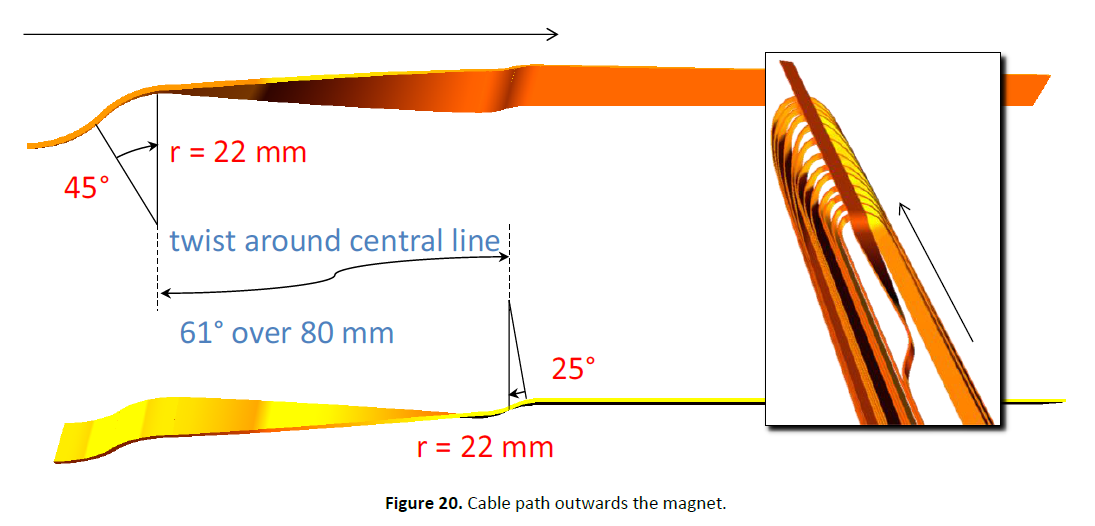 r = 22 mm
45°
twist around central line
61° over 80 mm
25°
r = 22 mm
Figure 20. Cable path outwards the magnet.